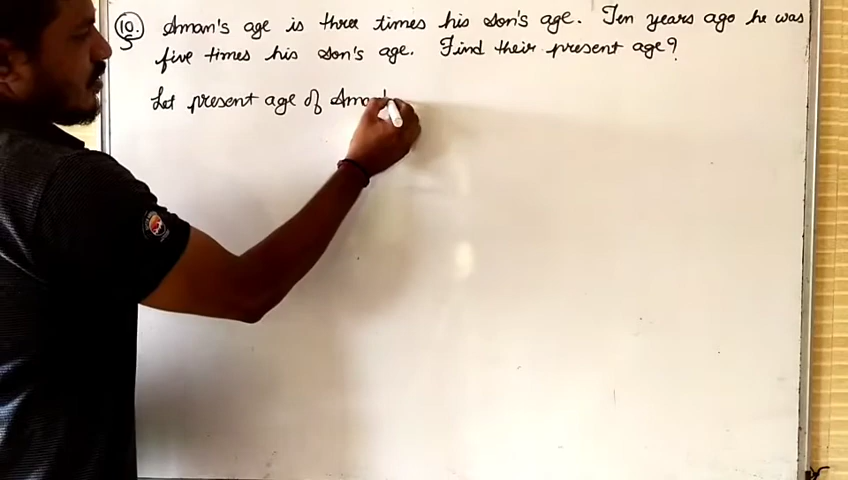 10. Aman's age is three times his son's age. Ten years ago he was
five times his son's age. Find their present age?
Let present age of Aman